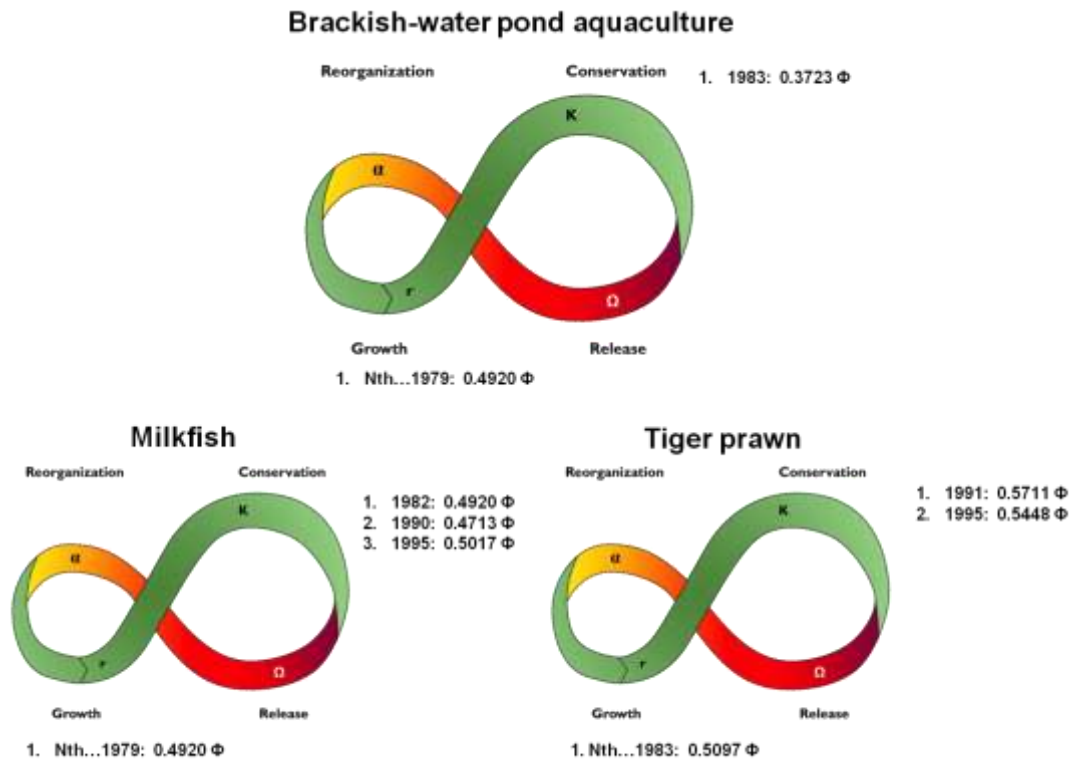 Brackish-water pond aquaculture
Reorganization Conservation
1. 1983: 0.3723 Φ
K
α
r
Ω
Growth Release
1. Nth...1979: 0.4920 Φ
Milkfish
Reorganization Conservation
1. 1982: 0.4920 Φ
2. 1990: 0.4713 Φ
3. 1995: 0.5017 Φ
K
α
r
Ω
Growth Release
1. Nth...1979: 0.4920 Φ
Tiger prawn
Reorganization Conservation
1. 1991: 0.5711 Φ
2. 1995: 0.5448 Φ
K
α
r
Ω
Growth Release
1. Nth...1983: 0.5097 Φ